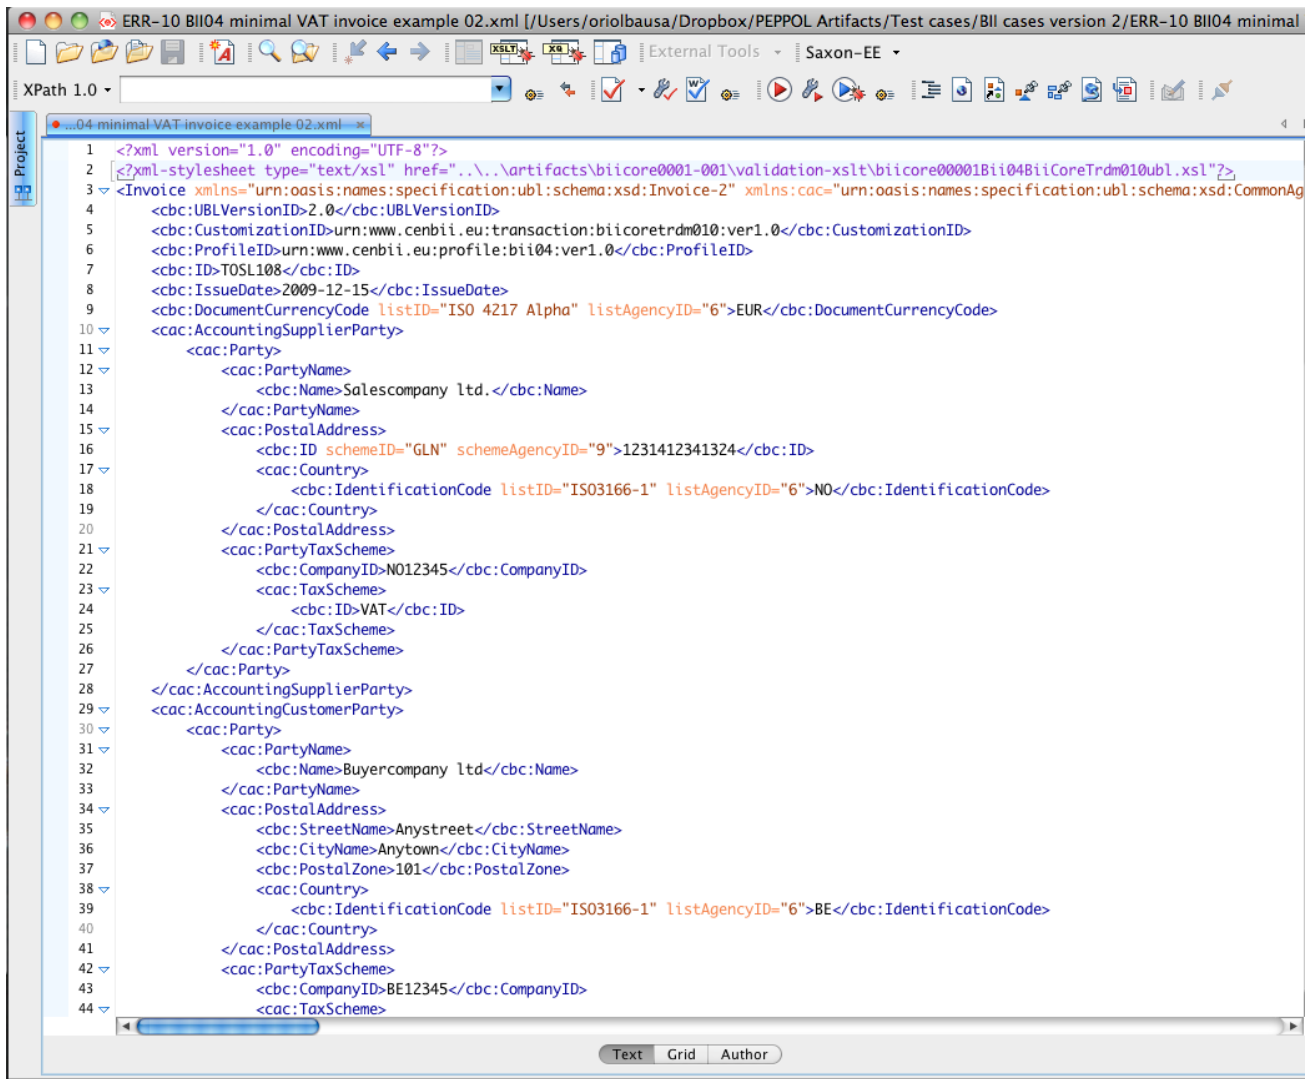 ERR-10 BII04 minimal VAT invoice example 02.xml [/Users/oriolbausa/Dropbox/PEPPOL Artifacts/Test cases/BII cases version 2/ERR-10 BII04 minimal
External Tools Saxon-EE
XPath 1.0
...04 minimal VAT invoice example 02.xml
Project
1 <?xml version="1.0" encoding="UTF-8"?>
2 <?xml-stylesheet type="text/xsl" href="..\..\artifacts\biicore0001-001\validation-xslt\biicore00001Bii04BiiCoreTrdm010ubl.xsl"?>
3 <Invoice xmlns="urn:oasis:names:specification:ubl:schema:xsd:Invoice-2" xmlns:cac="urn:oasis:names:specification:ubl:schema:xsd:CommonAg
4 <cbc:UBLVersionID>2.0</cbc:UBLVersionID>
5 <cbc:CustomizationID>urn:www.cenbii.eu:transaction:biicoretrdm010:ver1.0</cbc:CustomizationID>
6 <cbc:ProfileID>urn:www.cenbii.eu:profile:bii04:ver1.0</cbc:ProfileID>
7 <cbc:ID>TOSL108</cbc:ID>
8 <cbc:IssueDate>2009-12-15</cbc:IssueDate>
9 <cbc:DocumentCurrencyCode listID="ISO 4217 Alpha" listAgencyID="6">EUR</cbc:DocumentCurrencyCode>
10 <cac:AccountingSupplierParty>
11 <cac:Party>
12 <cac:PartyName>
13 <cbc:Name>Salescompany ltd.</cbc:Name>
14 </cac:PartyName>
15 <cac:PostalAddress>
16 <cbc:ID schemeID="GLN" schemeAgencyID="9">1231412341324</cbc:ID>
17 <cac:Country>
18 <cbc:IdentificationCode listID="ISO3166-1" listAgencyID="6">NO</cbc:IdentificationCode>
19 </cac:Country>
20 </cac:PostalAddress>
21 <cac:PartyTaxScheme>
22 <cbc:CompanyID>NO12345</cbc:CompanyID>
23 <cac:TaxScheme>
24 <cbc:ID>VAT</cbc:ID>
25 </cac:TaxScheme>
26 </cac:PartyTaxScheme>
27 </cac:Party>
28 </cac:AccountingSupplierParty>
29 <cac:AccountingCustomerParty>
30 <cac:Party>
31 <cac:PartyName>
32 <cbc:Name>Buyercompany ltd</cbc:Name>
33 </cac:PartyName>
34 <cac:PostalAddress>
35 <cbc:StreetName>Anystreet</cbc:StreetName>
36 <cbc:CityName>Anytown</cbc:CityName>
37 <cbc:PostalZone>101</cbc:PostalZone>
38 <cac:Country>
39 <cbc:IdentificationCode listID="ISO3166-1" listAgencyID="6">BE</cbc:IdentificationCode>
40 </cac:Country>
41 </cac:PostalAddress>
42 <cac:PartyTaxScheme>
43 <cbc:CompanyID>BE12345</cbc:CompanyID>
44 <cac:TaxScheme>
Text Grid Author